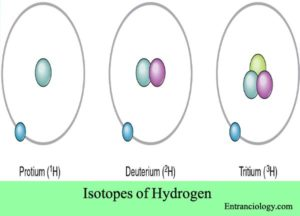 Protium (¹H) Deuterium (²H) Tritium (³H)
Isotopes of Hydrogen
Entranciology.com